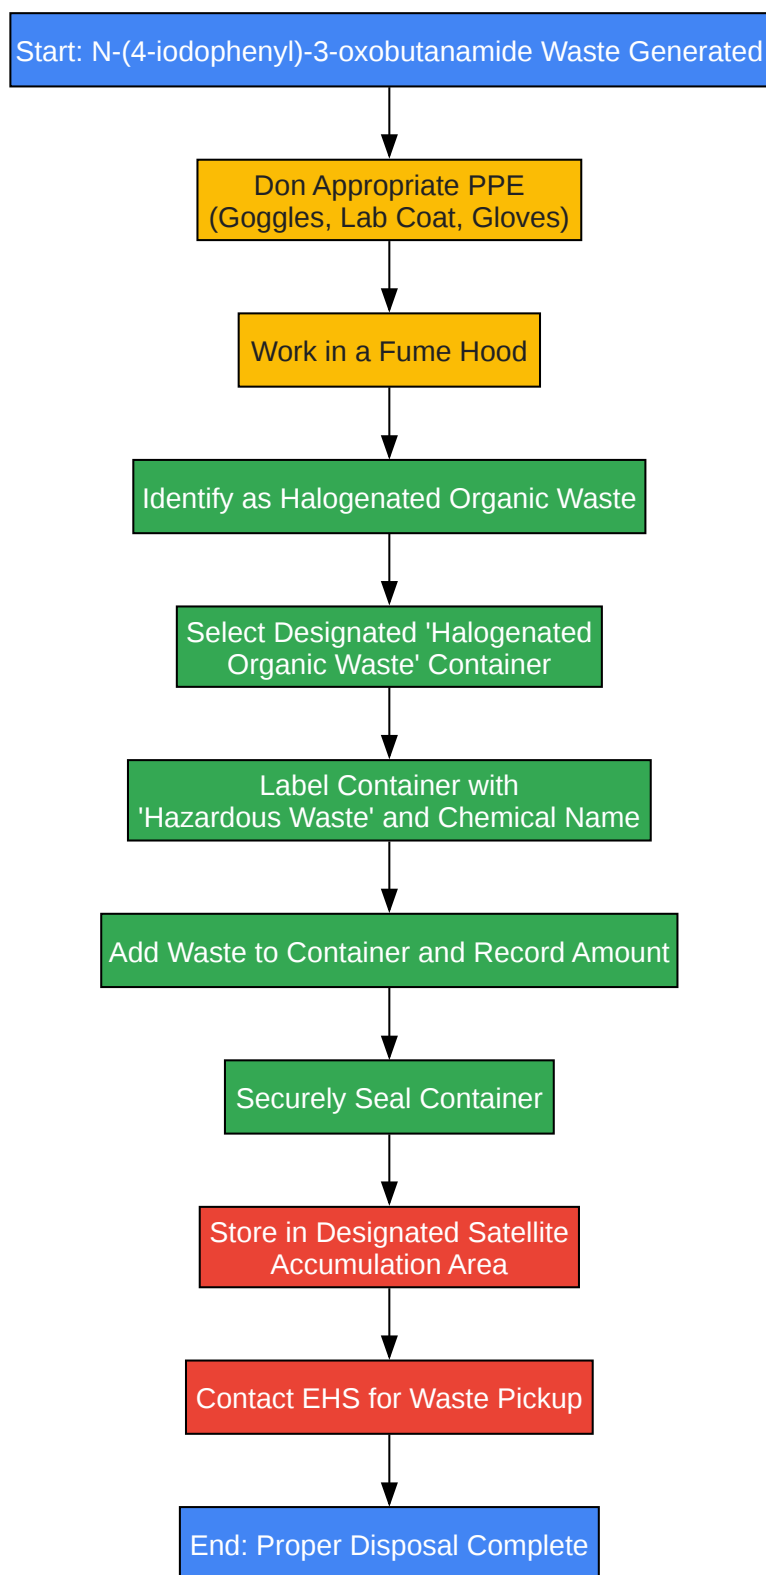 Start: N-(4-iodophenyl)-3-oxobutanamide Waste Generated
Don Appropriate PPE
(Goggles, Lab Coat, Gloves)
Work in a Fume Hood
Identify as Halogenated Organic Waste
Select Designated 'Halogenated
Organic Waste' Container
Label Container with
'Hazardous Waste' and Chemical Name
Add Waste to Container and Record Amount
Securely Seal Container
Store in Designated Satellite
Accumulation Area
Contact EHS for Waste Pickup
End: Proper Disposal Complete